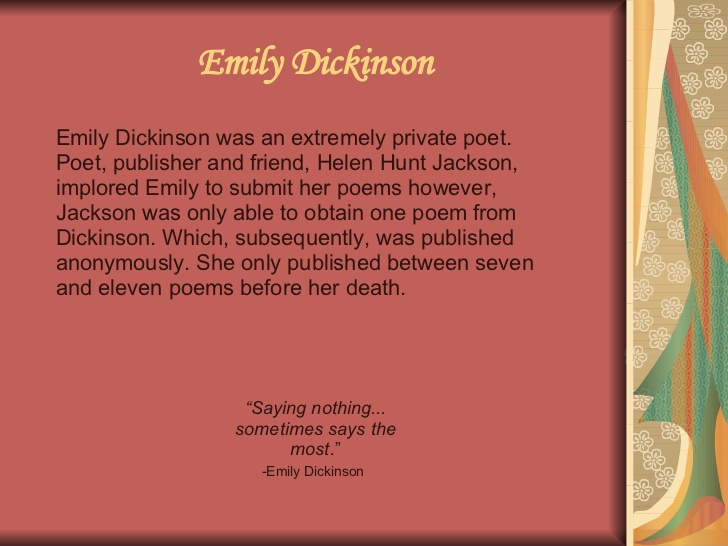 Emily Dickinson
Emily Dickinson was an extremely private poet.
Poet, publisher and friend, Helen Hunt Jackson,
implored Emily to submit her poems however,
Jackson was only able to obtain one poem from
Dickinson. Which, subsequently, was published
anonymously. She only published between seven
and eleven poems before her death.
“Saying nothing...
sometimes says the
most.”
-Emily Dickinson